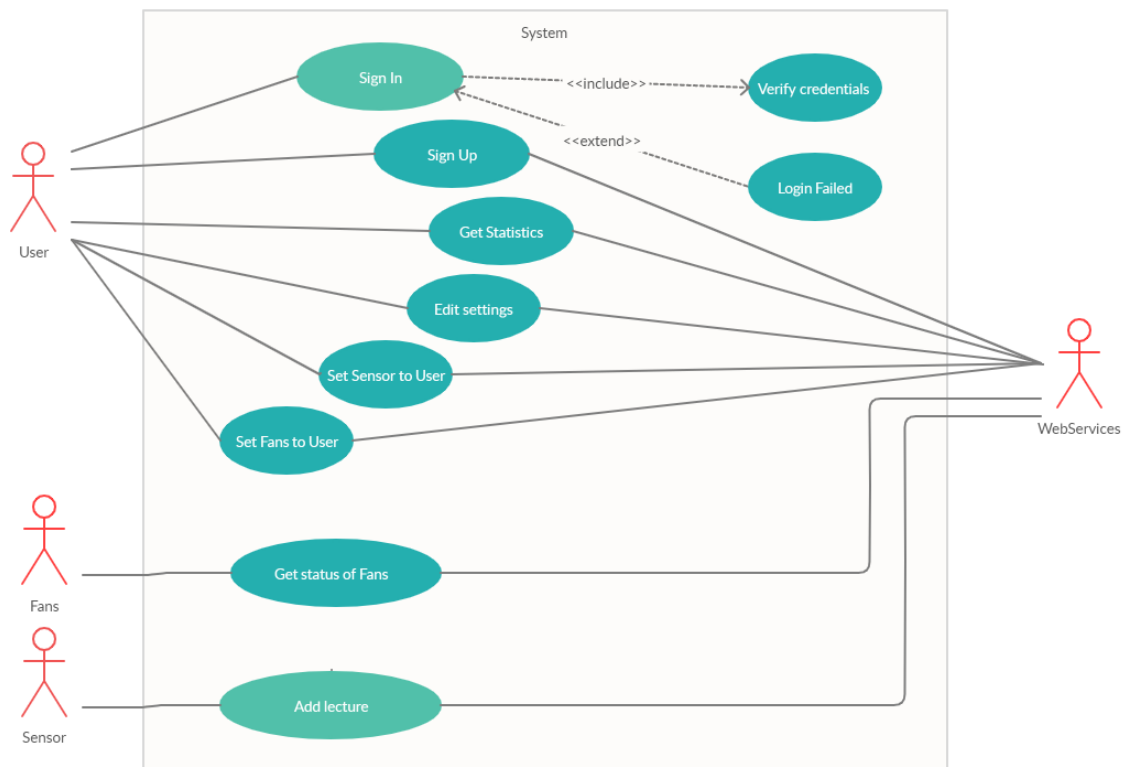 System
Sign In
<<include>>
Verify credentials
<<extend>>
Sign Up
Login Failed
User
Get Statistics
Edit settings
Set Sensor to User
WebServices
Set Fans to User
Get status of Fans
Fans
Add lecture
Sensor